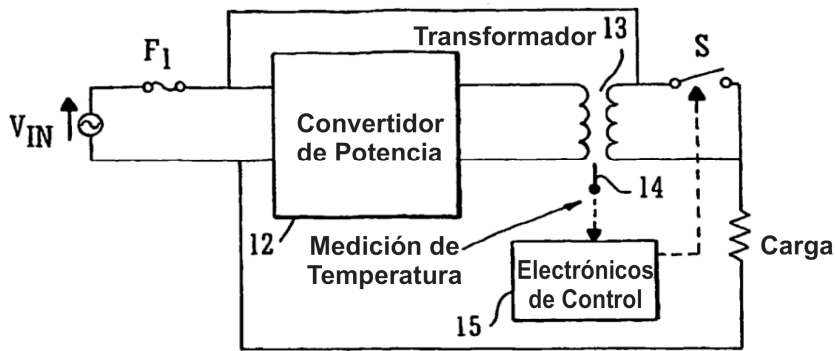 Transformador 13
S
F1
VIN
Convertidor
de Potencia
12
14
Medición de
Temperatura
Electrónicos
de Control
15
Carga